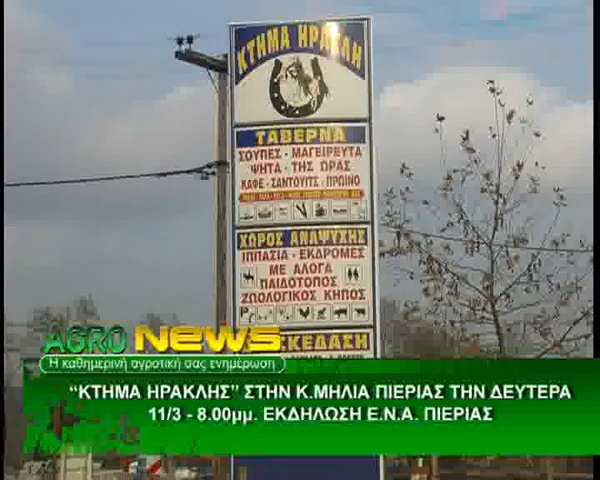 ΚΤΗΜΑ ΗΡΑΚΛΗ
ΤΑΒΕΡΝΑ
ΣΟΥΠΕΣ - ΜΑΓΕΙΡΕΥΤΑ
ΨΗΤΑ - ΤΗΣ ΩΡΑΣ
ΚΑΦΕ - ΣΑΝΤΟΥΙΤΣ - ΠΡΩΙΝΟ
ΧΩΡΟΣ ΑΝΑΨΥΧΗΣ
ΙΠΠΑΣΙΑ - ΕΚΔΡΟΜΕΣ
ΜΕ ΑΛΟΓΑ
ΠΑΙΔΟΤΟΠΟΣ
ΖΩΟΛΟΓΙΚΟΣ ΚΗΠΟΣ
ΣΚΕΔΑΣΗ
AGRO NEWS
Η καθημερινή αγροτική σας ενημέρωση
“ΚΤΗΜΑ ΗΡΑΚΛΗΣ” ΣΤΗΝ Κ.ΜΗΛΙΑ ΠΙΕΡΙΑΣ ΤΗΝ ΔΕΥΤΕΡΑ
11/3 - 8.00μμ. ΕΚΔΗΛΩΣΗ Ε.Ν.Α. ΠΙΕΡΙΑΣ